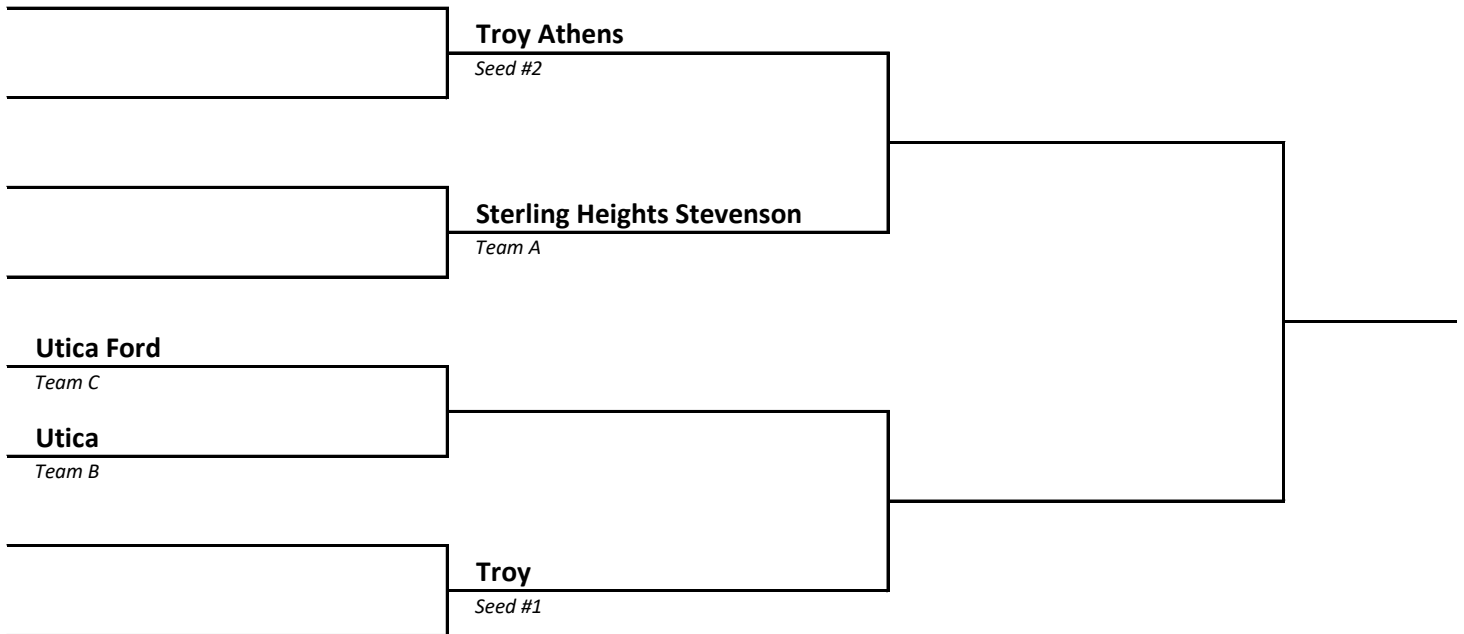 Troy Athens
Seed #2
Sterling Heights Stevenson
Team A
Utica Ford
Team C
Utica
Team B
Troy
Seed #1